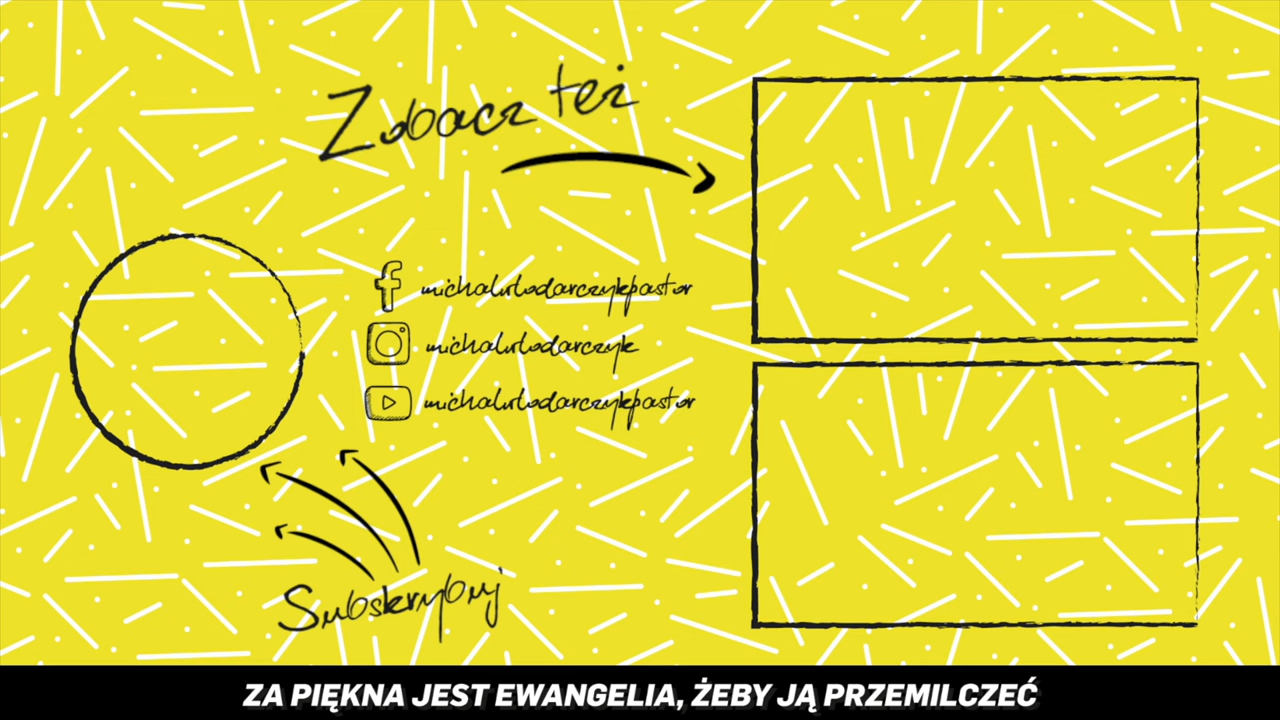 Zobacz też
michalwlodarczykpastor
michalwlodarczyk
michalwlodarczykpastor
Subskrybuj
ZA PIĘKNA JEST EWANGELIA, ŻEBY JĄ PRZEMILCZEĆ